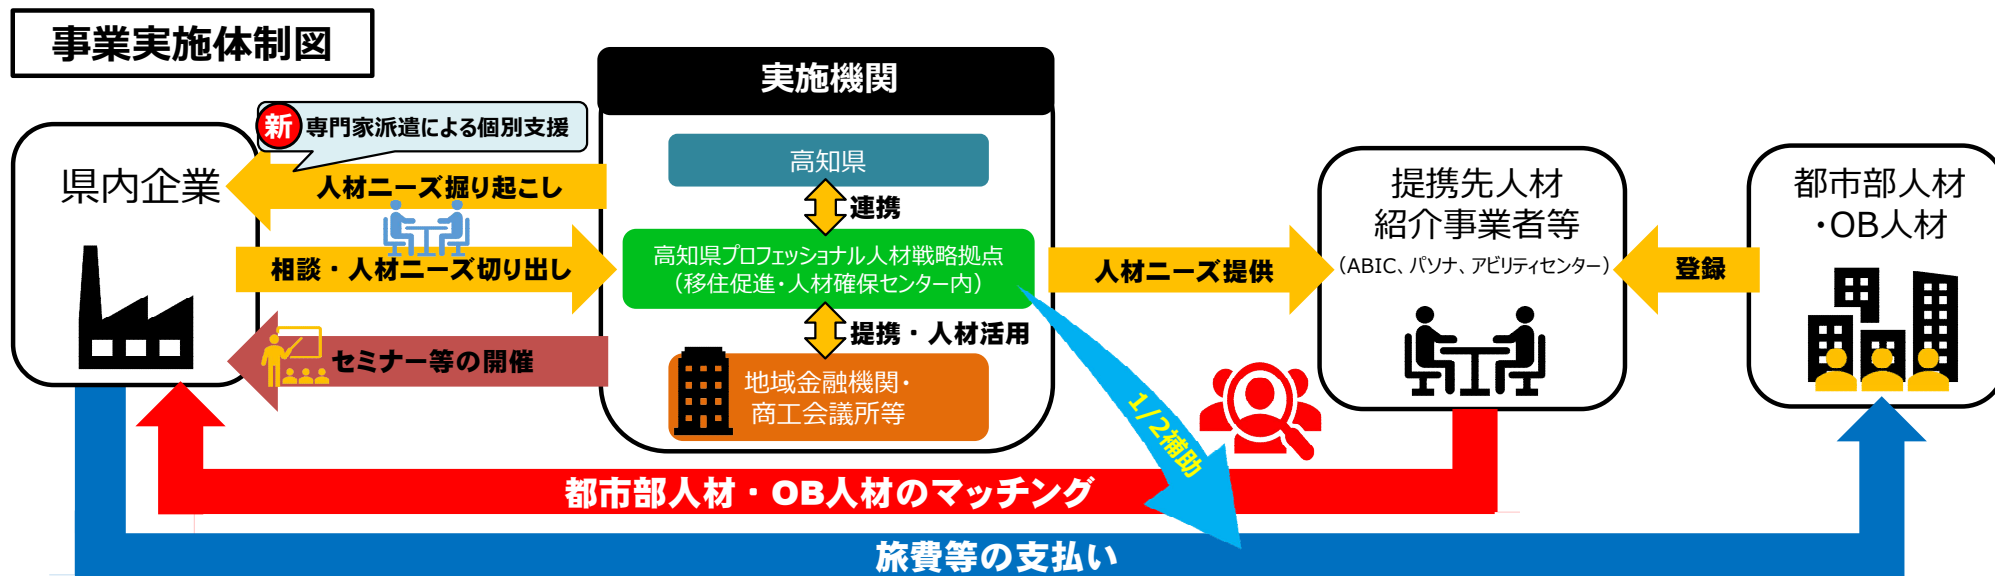 事業実施体制図
実施機関
新 専門家派遣による個別支援
県内企業
人材ニーズ掘り起こし
相談・人材ニーズ切り出し
セミナー等の開催
高知県
連携
高知県プロフェッショナル人材戦略拠点
（移住促進・人材確保センター内）
提携・人材活用
地域金融機関・
商工会議所等
人材ニーズ提供
提携先人材
紹介事業者等
（ABIC、パソナ、アビリティセンター）
登録
都市部人材
・OB人材
1/2補助
都市部人材・OB人材のマッチング
旅費等の支払い